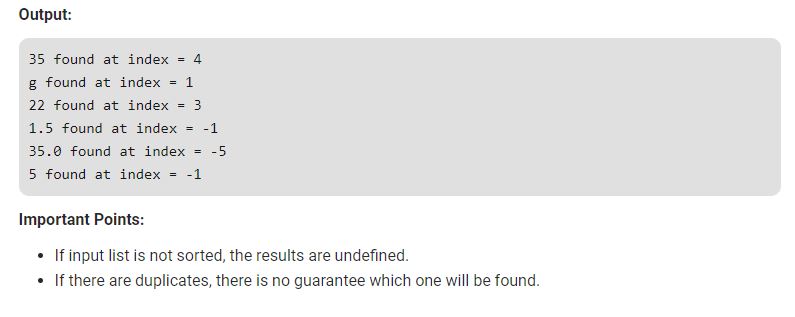 Output:
35 found at index = 4
g found at index = 1
22 found at index = 3
1.5 found at index = -1
35.0 found at index = -5
5 found at index = -1
Important Points:
• If input list is not sorted, the results are undefined.
• If there are duplicates, there is no guarantee which one will be found.